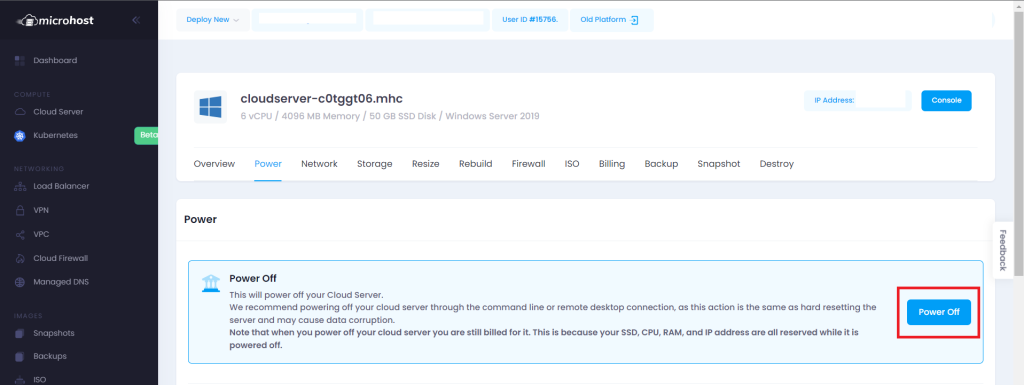 microhost
Deploy New
User ID #15756.
Old Platform
Dashboard
COMPUTE
Cloud Server
Kubernetes
Beta
NETWORKING
Load Balancer
VPN
VPC
Cloud Firewall
Managed DNS
IMAGES
Snapshots
Backups
ISO
cloudserver-c0tggt06.mhc
6 vCPU / 4096 MB Memory / 50 GB SSD Disk / Windows Server 2019
IP Address:
Console
Overview Power Network Storage Resize Rebuild Firewall ISO Billing Backup Snapshot Destroy
Power
Power Off
This will power off your Cloud Server.
We recommend powering off your cloud server through the command line or remote desktop connection, as this action is the same as hard resetting the
server and may cause data corruption.
Note that when you power off your cloud server you are still billed for it. This is because your SSD, CPU, RAM, and IP address are all reserved while it is
powered off.
Power Off
Feedback